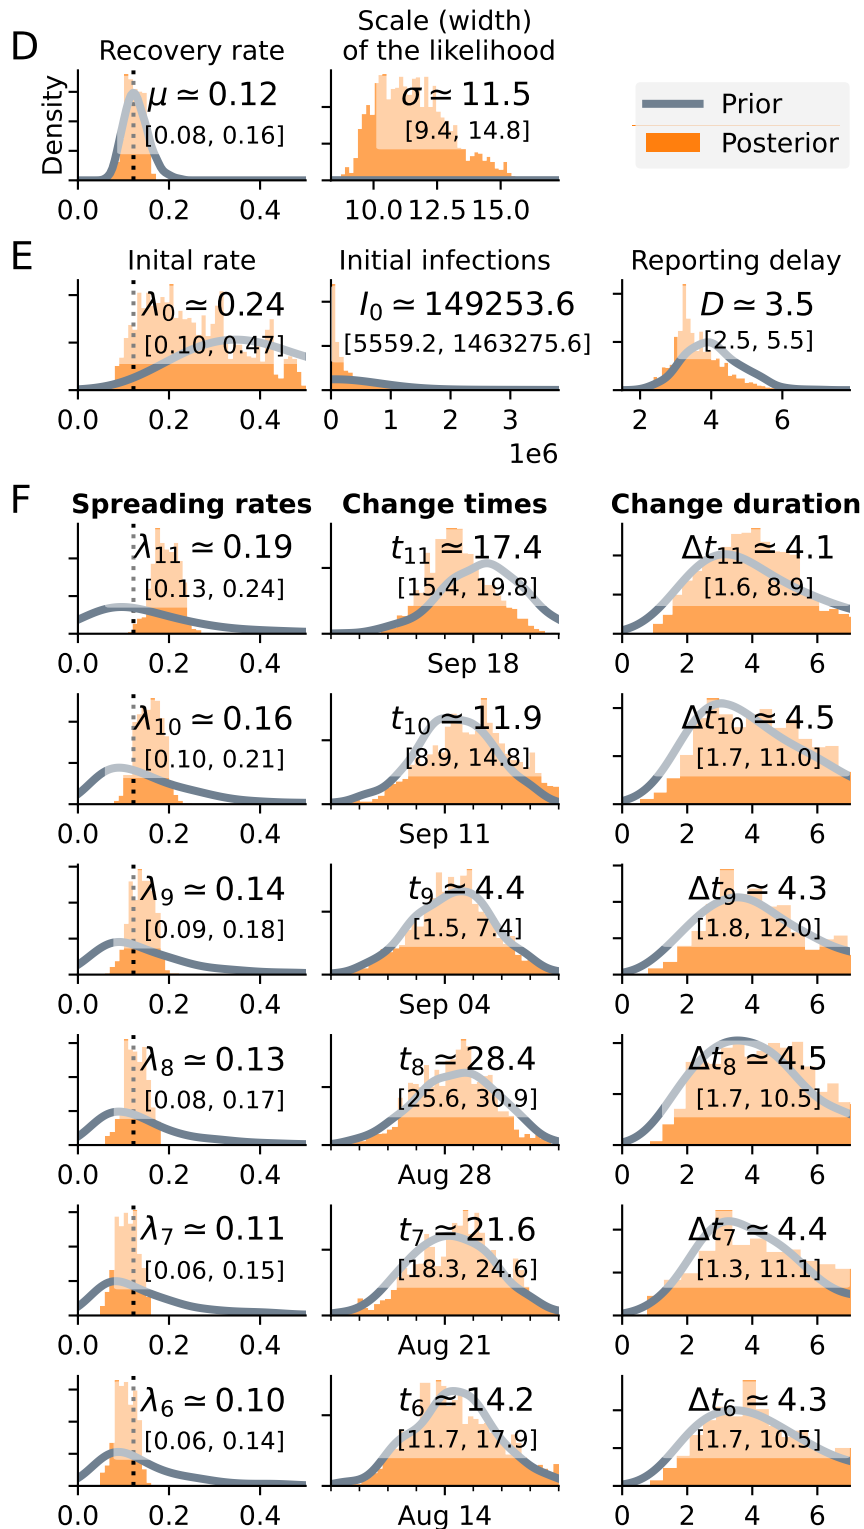 D
Recovery rate
Scale (width)
of the likelihood
Density
μ ≃ 0.12
[0.08, 0.16]
σ ≃ 11.5
[9.4, 14.8]
Prior
Posterior
0.0 0.2 0.4
10.0 12.5 15.0
E
Inital rate
Initial infections
Reporting delay
λ0 ≃ 0.24
[0.10, 0.47]
I0 ≃ 149253.6
[5559.2, 1463275.6]
D ≃ 3.5
[2.5, 5.5]
0.0 0.2 0.4
0 1 2 3
1e6
2 4 6
F
Spreading rates Change times Change duration
λ11 ≃ 0.19
[0.13, 0.24]
t11 ≃ 17.4
[15.4, 19.8]
Δt11 ≃ 4.1
[1.6, 8.9]
0.0 0.2 0.4
Sep 18
0 2 4 6
λ10 ≃ 0.16
[0.10, 0.21]
t10 ≃ 11.9
[8.9, 14.8]
Δt10 ≃ 4.5
[1.7, 11.0]
0.0 0.2 0.4
Sep 11
0 2 4 6
λ9 ≃ 0.14
[0.09, 0.18]
t9 ≃ 4.4
[1.5, 7.4]
Δt9 ≃ 4.3
[1.8, 12.0]
0.0 0.2 0.4
Sep 04
0 2 4 6
λ8 ≃ 0.13
[0.08, 0.17]
t8 ≃ 28.4
[25.6, 30.9]
Δt8 ≃ 4.5
[1.7, 10.5]
0.0 0.2 0.4
Aug 28
0 2 4 6
λ7 ≃ 0.11
[0.06, 0.15]
t7 ≃ 21.6
[18.3, 24.6]
Δt7 ≃ 4.4
[1.3, 11.1]
0.0 0.2 0.4
Aug 21
0 2 4 6
λ6 ≃ 0.10
[0.06, 0.14]
t6 ≃ 14.2
[11.7, 17.9]
Δt6 ≃ 4.3
[1.7, 10.5]
0.0 0.2 0.4
Aug 14
0 2 4 6